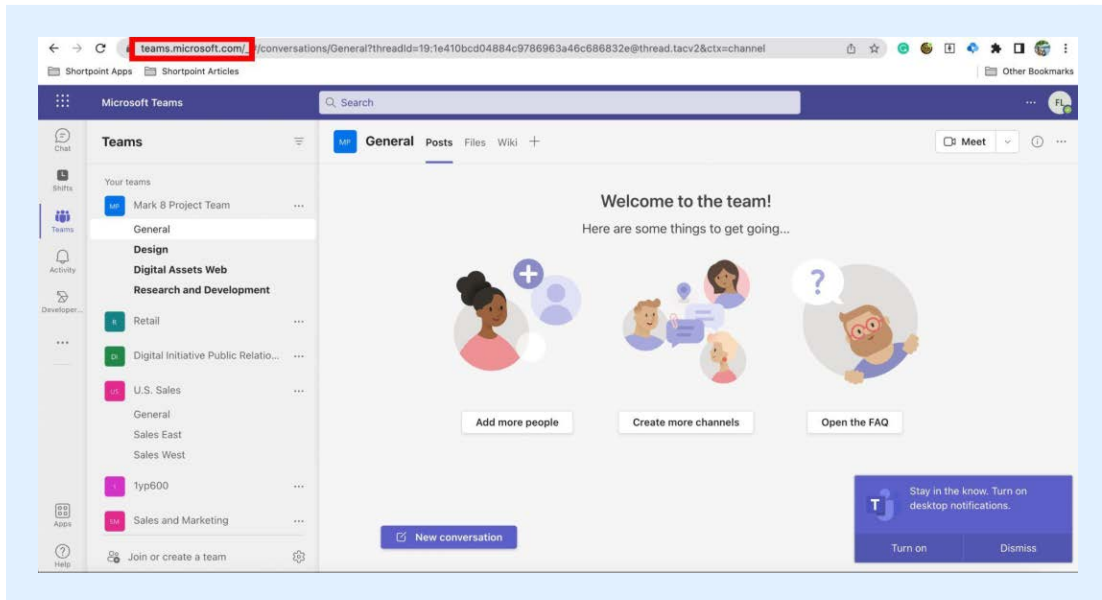 teams.microsoft.com/_#/conversations/General?threadId=19:1e410bcd04884c9786963a46c686832e@thread.tacv2&ctx=channel
Shortpoint Apps Shortpoint Articles Other Bookmarks
Microsoft Teams Search ... FL
Chat
Shifts
Teams
Activity
Developer...
...
Apps
Help
Teams
Your teams
MP Mark 8 Project Team ...
General
Design
Digital Assets Web
Research and Development
R Retail ...
DI Digital Initiative Public Relatio... ...
US U.S. Sales ...
General
Sales East
Sales West
1 1yp600 ...
SM Sales and Marketing ...
Join or create a team
MP General Posts Files Wiki + Meet ...
Welcome to the team!
Here are some things to get going...
?
Add more people Create more channels Open the FAQ
New conversation
T
Stay in the know. Turn on
desktop notifications.
Turn on Dismiss